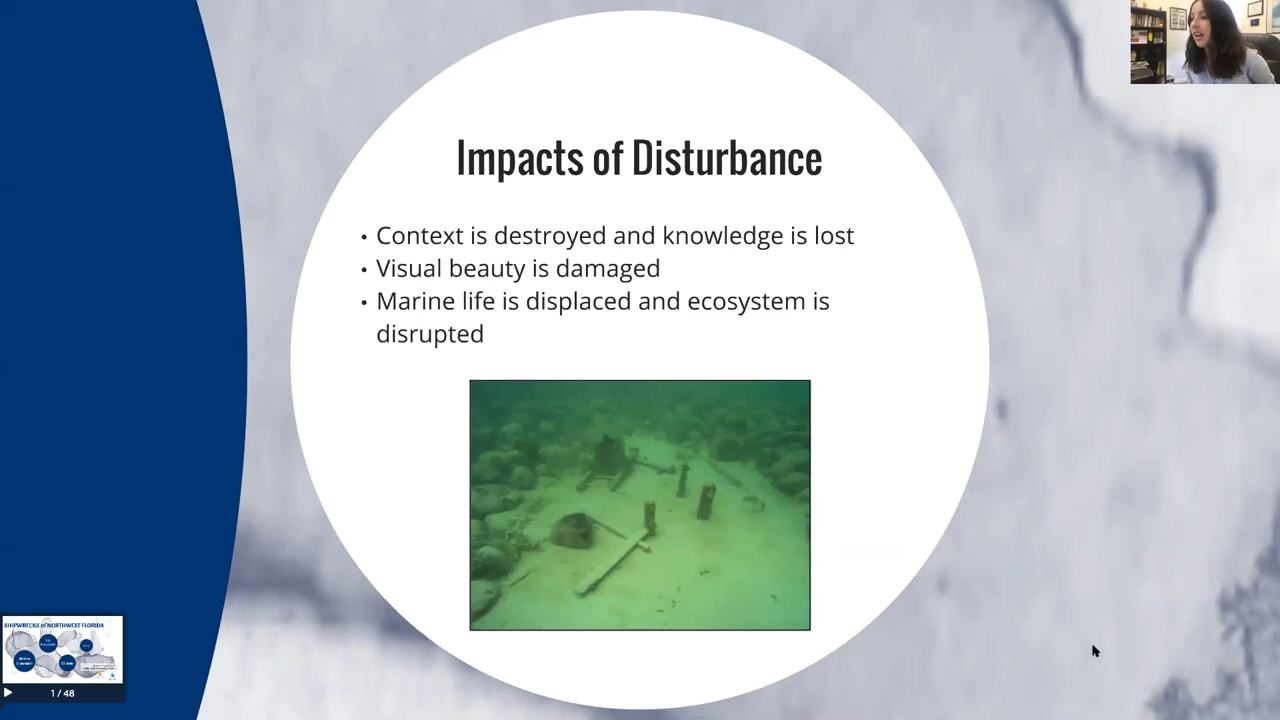 Impacts of Disturbance
• Context is destroyed and knowledge is lost
• Visual beauty is damaged
• Marine life is displaced and ecosystem is
disrupted
SHIPWRECKS of NORTHWEST FLORIDA
1 / 48